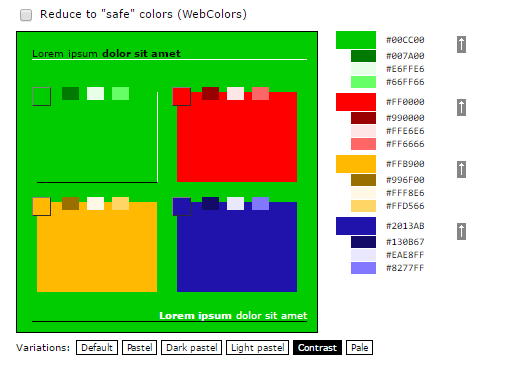 Reduce to "safe" colors (WebColors)
Lorem ipsum dolor sit amet
Lorem ipsum dolor sit amet
#00CC00
↑
#007A00
#E6FFE6
#66FF66
#FF0000
↑
#990000
#FFE6E6
#FF6666
#FFB900
↑
#996F00
#FFF8E6
#FFD566
#2013AB
↑
#130B67
#EAE8FF
#8277FF
Variations: Default Pastel Dark pastel Light pastel Contrast Pale